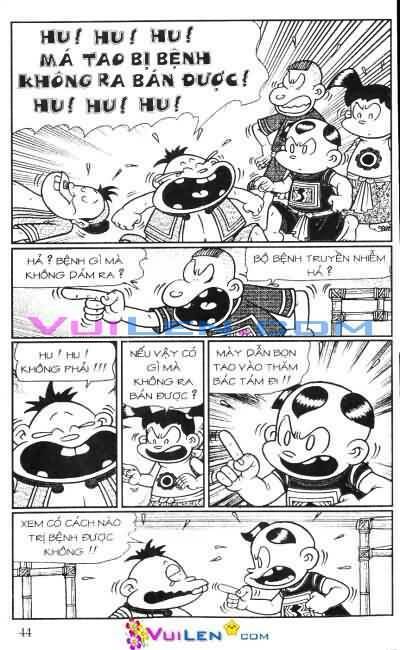 HU! HU! HU!
MÁ TAO BỊ BỆNH
KHÔNG RA BÁN ĐƯỢC!
HU! HU! HU!
HẢ? BỆNH GÌ MÀ
KHÔNG DÁM RA?
BỘ BỆNH TRUYỀN NHIỄM
HẢ?
VUILEN.COM
HU! HU!
KHÔNG PHẢI!!!
NẾU VẬY CÓ
GÌ MÀ
KHÔNG RA
BÁN ĐƯỢC?
MÀY DẪN BỌN
TAO VÀO THĂM
BÁC TÁM ĐI!!
XEM CÓ CÁCH NÀO
TRỊ BỆNH ĐƯỢC
KHÔNG!!
44
VUILEN.COM